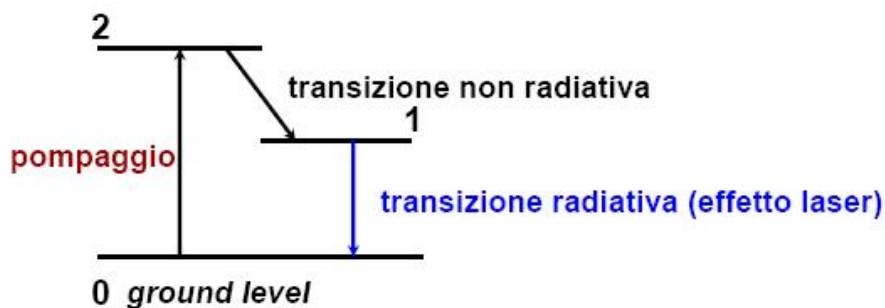 2
transizione non radiativa
1
pompaggio
transizione radiativa (effetto laser)
0 ground level